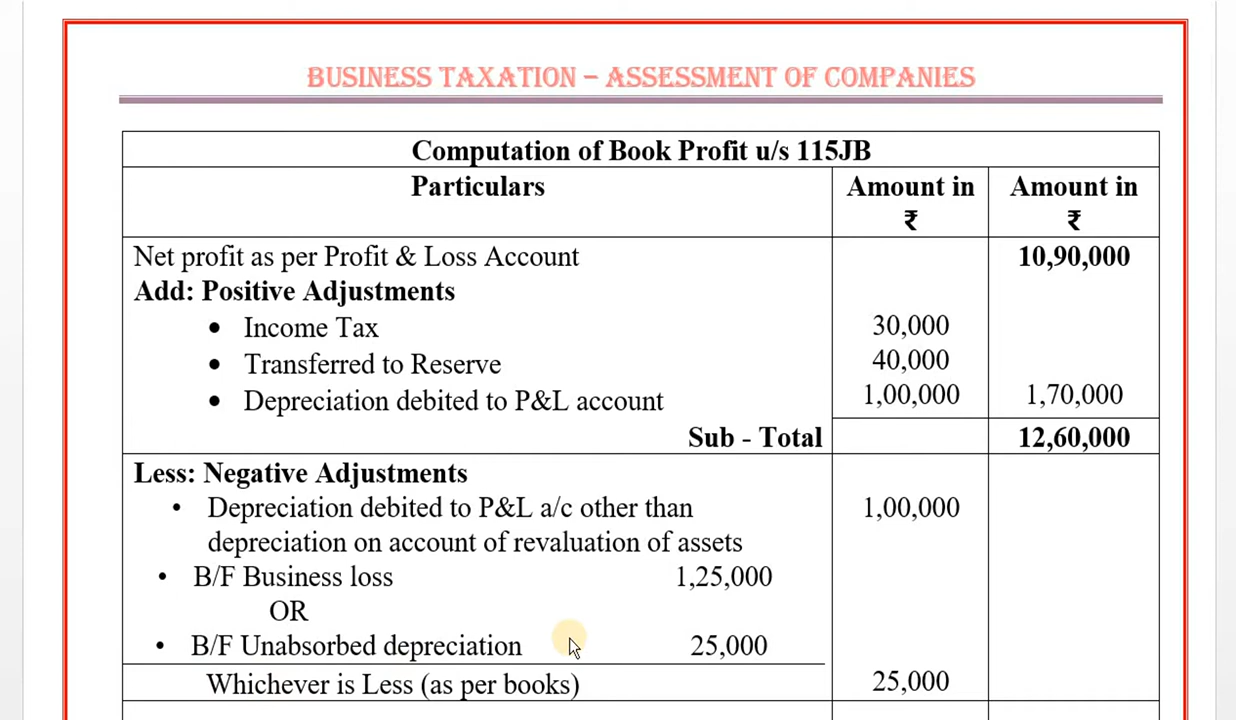 BUSINESS TAXATION – ASSESSMENT OF COMPANIES
Computation of Book Profit u/s 115JB
Particulars Amount in ₹ Amount in ₹
Net profit as per Profit & Loss Account 10,90,000
Add: Positive Adjustments
• Income Tax 30,000
• Transferred to Reserve 40,000
• Depreciation debited to P&L account 1,00,000 1,70,000
Sub - Total 12,60,000
Less: Negative Adjustments
• Depreciation debited to P&L a/c other than 1,00,000
depreciation on account of revaluation of assets
• B/F Business loss 1,25,000
OR
• B/F Unabsorbed depreciation 25,000
Whichever is Less (as per books) 25,000